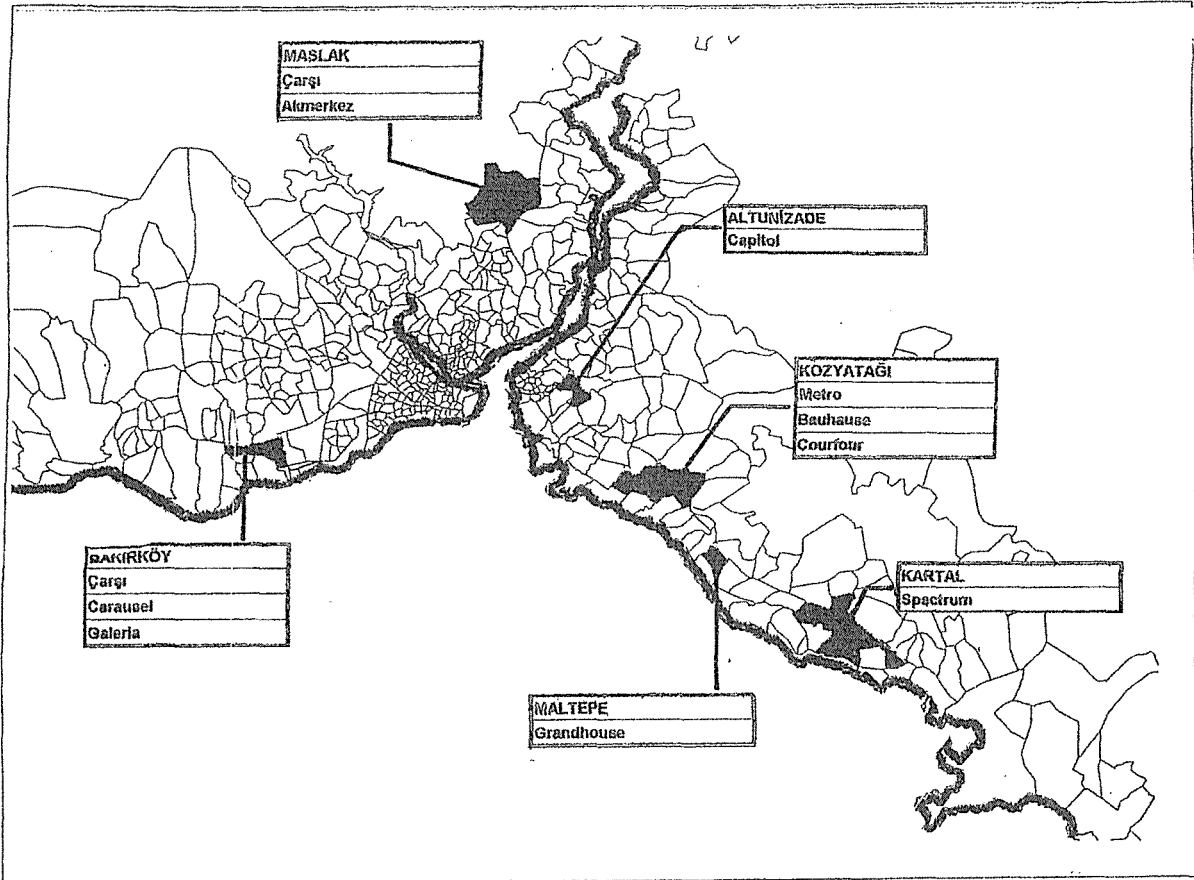 MASLAK
Çarşı
Akmerkez
ALTUNİZADE
Capitol
KOZYATAĞI
Metro
Bauhause
Courfour
BAKIRKÖY
Çarşı
Carausel
Galeria
KARTAL
Spectrum
MALTEPE
Grandhouse